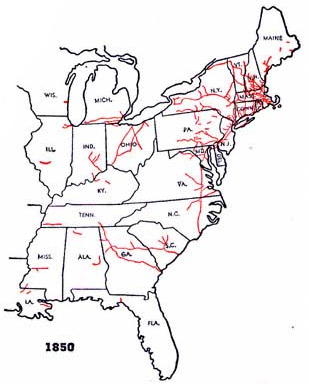 MAINE
VT.
WIS.
MICH.
N.Y.
MASS.
CONN.
PA.
N.J.
ILL.
IND.
OHIO
MD.
VA.
KY.
N.C.
TENN.
S.C.
MISS.
ALA.
GA.
LA.
FLA.
1850